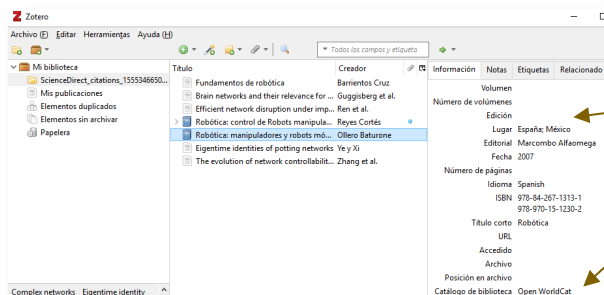 Zotero
Archivo (F) Editar Herramientas Ayuda (H)
Todos los campos y etiqueta
Mi biblioteca
ScienceDirect_citations_1555346650...
Mis publicaciones
Elementos duplicados
Elementos sin archivar
Papelera
Complex networks Eigentime identity
Título Creador
Fundamentos de robótica Barrientos Cruz
Brain networks and their relevance for ... Guggisberg et al.
Efficient network disruption under imp... Ren et al.
Robótica: control de Robots manipula... Reyes Cortés
Robótica: manipuladores y robots mó... Ollero Baturone
Eigentime identities of potting networks Ye y Xi
The evolution of network controllabilit... Zhang et al.
Información Notas Etiquetas Relacionado
Volumen
Número de volúmenes
Edición
Lugar España; México
Editorial Marcombo Alfaomega
Fecha 2007
Número de páginas
Idioma Spanish
ISBN 978-84-267-1313-1
978-970-15-1230-2
Título corto Robótica
URL
Accedido
Archivo
Posición en archivo
Catálogo de biblioteca Open WorldCat